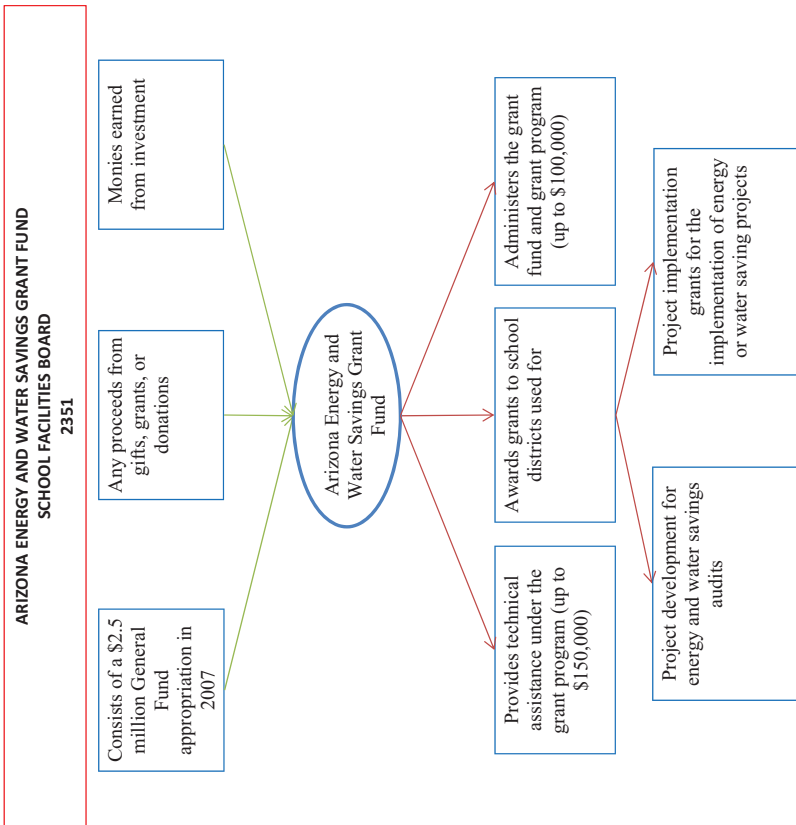 ARIZONA ENERGY AND WATER SAVINGS GRANT FUND
SCHOOL FACILITIES BOARD
2351
Consists of a $2.5
million General
Fund
appropriation in
2007
Any proceeds from
gifts, grants, or
donations
Monies earned
from investment
Arizona Energy and
Water Savings Grant
Fund
Provides technical
assistance under the
grant program (up to
$150,000)
Awards grants to school
districts used for
Administers the grant
fund and grant program
(up to $100,000)
Project development for
energy and water savings
audits
Project implementation
grants for the
implementation of energy
or water saving projects